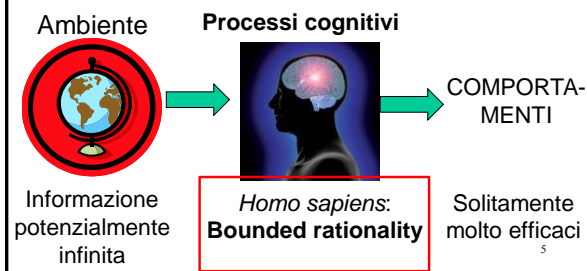 Ambiente
Processi cognitivi
COMPORTA-
MENTI
Informazione
potenzialmente
infinita
Homo sapiens:
Bounded rationality
Solitamente
molto efficaci
5